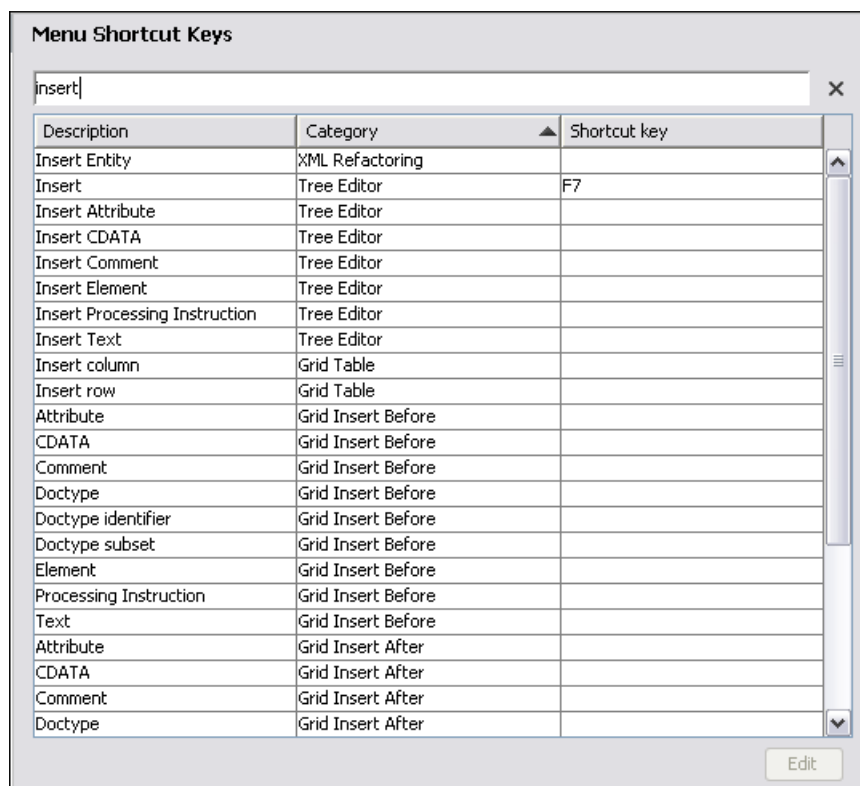 Menu Shortcut Keys
insert
Description Category Shortcut key
Insert Entity XML Refactoring
Insert Tree Editor F7
Insert Attribute Tree Editor
Insert CDATA Tree Editor
Insert Comment Tree Editor
Insert Element Tree Editor
Insert Processing Instruction Tree Editor
Insert Text Tree Editor
Insert column Grid Table
Insert row Grid Table
Attribute Grid Insert Before
CDATA Grid Insert Before
Comment Grid Insert Before
Doctype Grid Insert Before
Doctype identifier Grid Insert Before
Doctype subset Grid Insert Before
Element Grid Insert Before
Processing Instruction Grid Insert Before
Text Grid Insert Before
Attribute Grid Insert After
CDATA Grid Insert After
Comment Grid Insert After
Doctype Grid Insert After
Edit